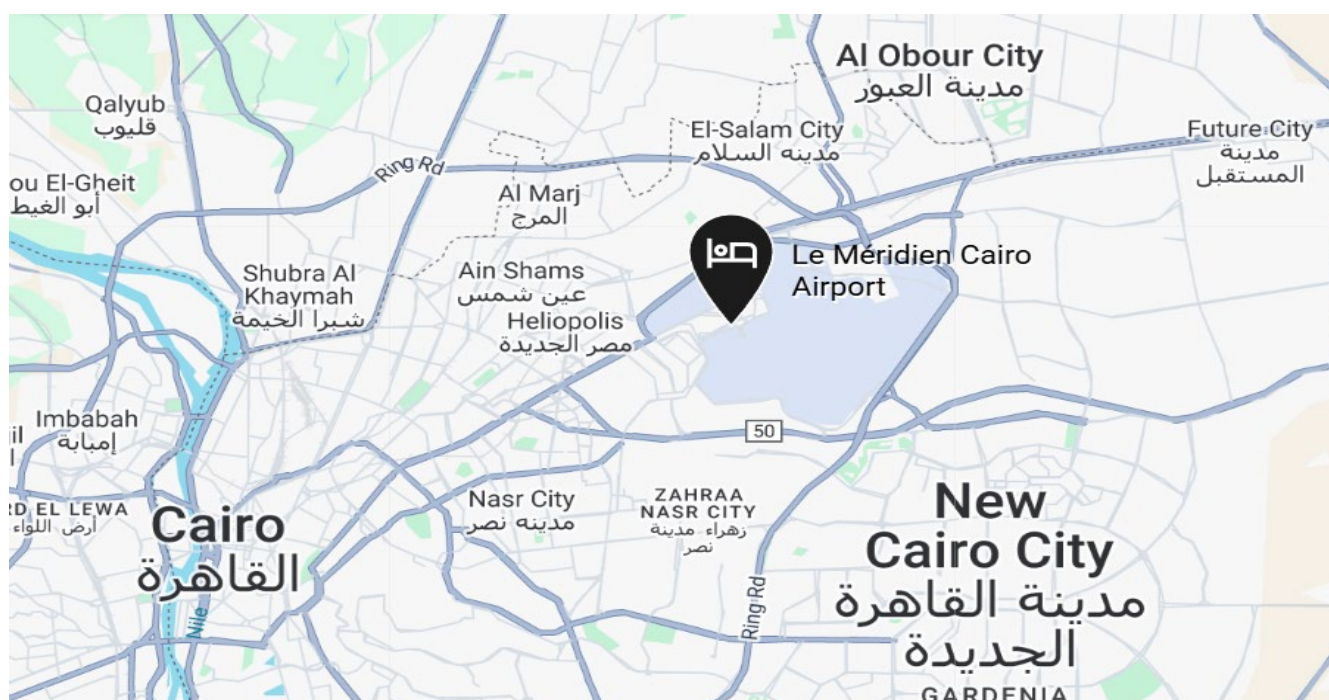 Al Obour City
مدينة العبور
Qalyub
قليوب
El-Salam City
مدينه السلام
Future City
مدينة
المستقبل
Ring Rd
ou El-Gheit
أبو الغيط
Al Marj
المرج
Le Méridien Cairo
Airport
Shubra Al
Khaymah
شبرا الخيمة
Ain Shams
عين شمس
Heliopolis
مصر الجديدة
Imbabah
إمبابة
il
50
Nasr City
مدينه نصر
ZAHRAA
NASR CITY
زهراء مدينة
نصر
New
Cairo City
مدينة القاهرة
الجديدة
RD EL LEWA
أرض اللواء
Cairo
القاهرة
Nile
Ring Rd
GARDENIA